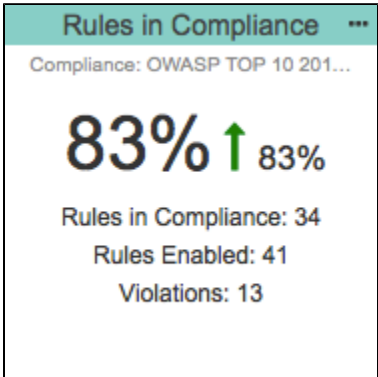 Rules in Compliance ...
Compliance: OWASP TOP 10 201...
83% ↑ 83%
Rules in Compliance: 34
Rules Enabled: 41
Violations: 13